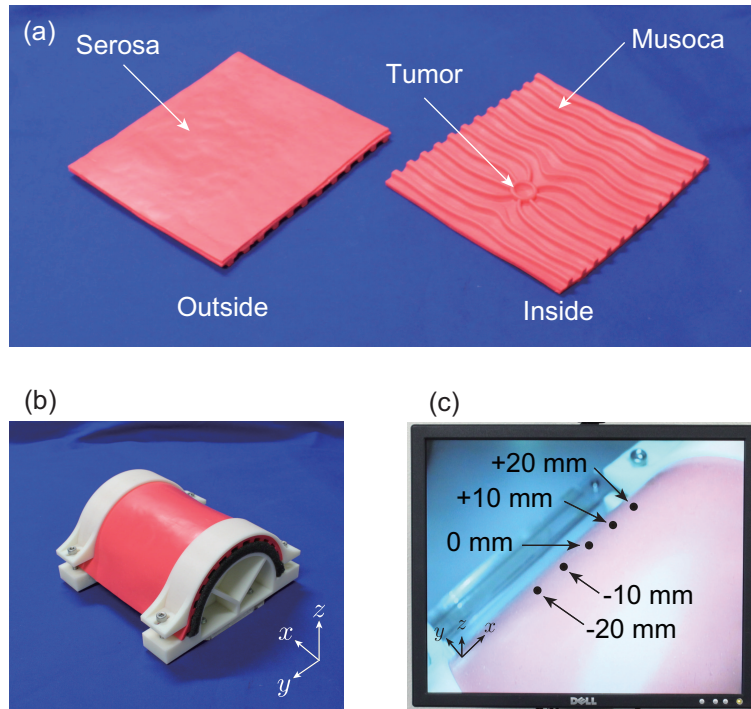 (a)
Serosa
Musoca
Tumor
Outside
Inside
(b)
x
z
y
(c)
+20 mm
+10 mm
0 mm
-10 mm
-20 mm
y
z
x
DELL